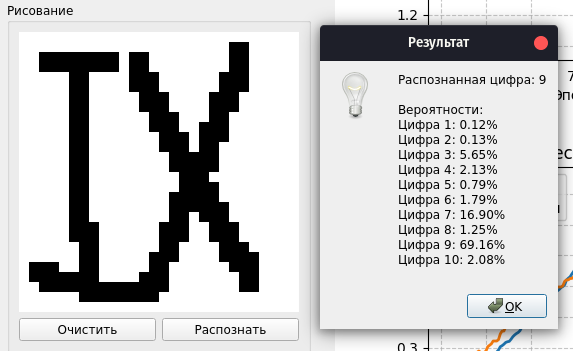 Рисование
IX
Очистить
Распознать
1.2
0.3
Результат
Распознанная цифра: 9
Вероятности:
Цифра 1: 0.12%
Цифра 2: 0.13%
Цифра 3: 5.65%
Цифра 4: 2.13%
Цифра 5: 0.79%
Цифра 6: 1.79%
Цифра 7: 16.90%
Цифра 8: 1.25%
Цифра 9: 69.16%
Цифра 10: 2.08%
OK